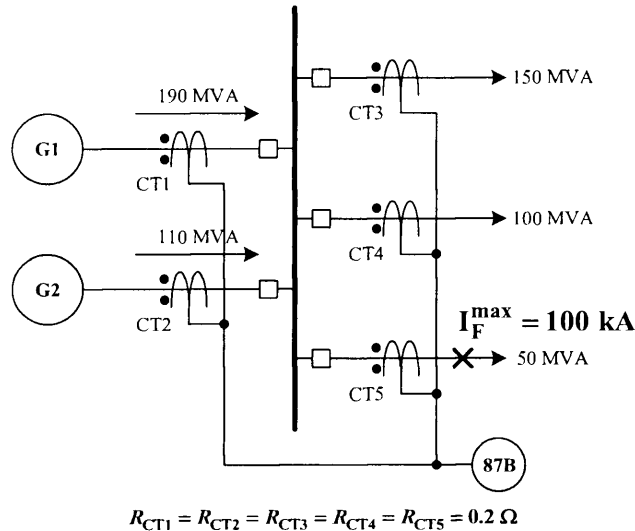 150 MVA
190 MVA
CT3
G1
CT1
110 MVA
100 MVA
CT4
G2
CT2
I_F^max = 100 kA
50 MVA
CT5
87B
R_CT1 = R_CT2 = R_CT3 = R_CT4 = R_CT5 = 0.2 Ω